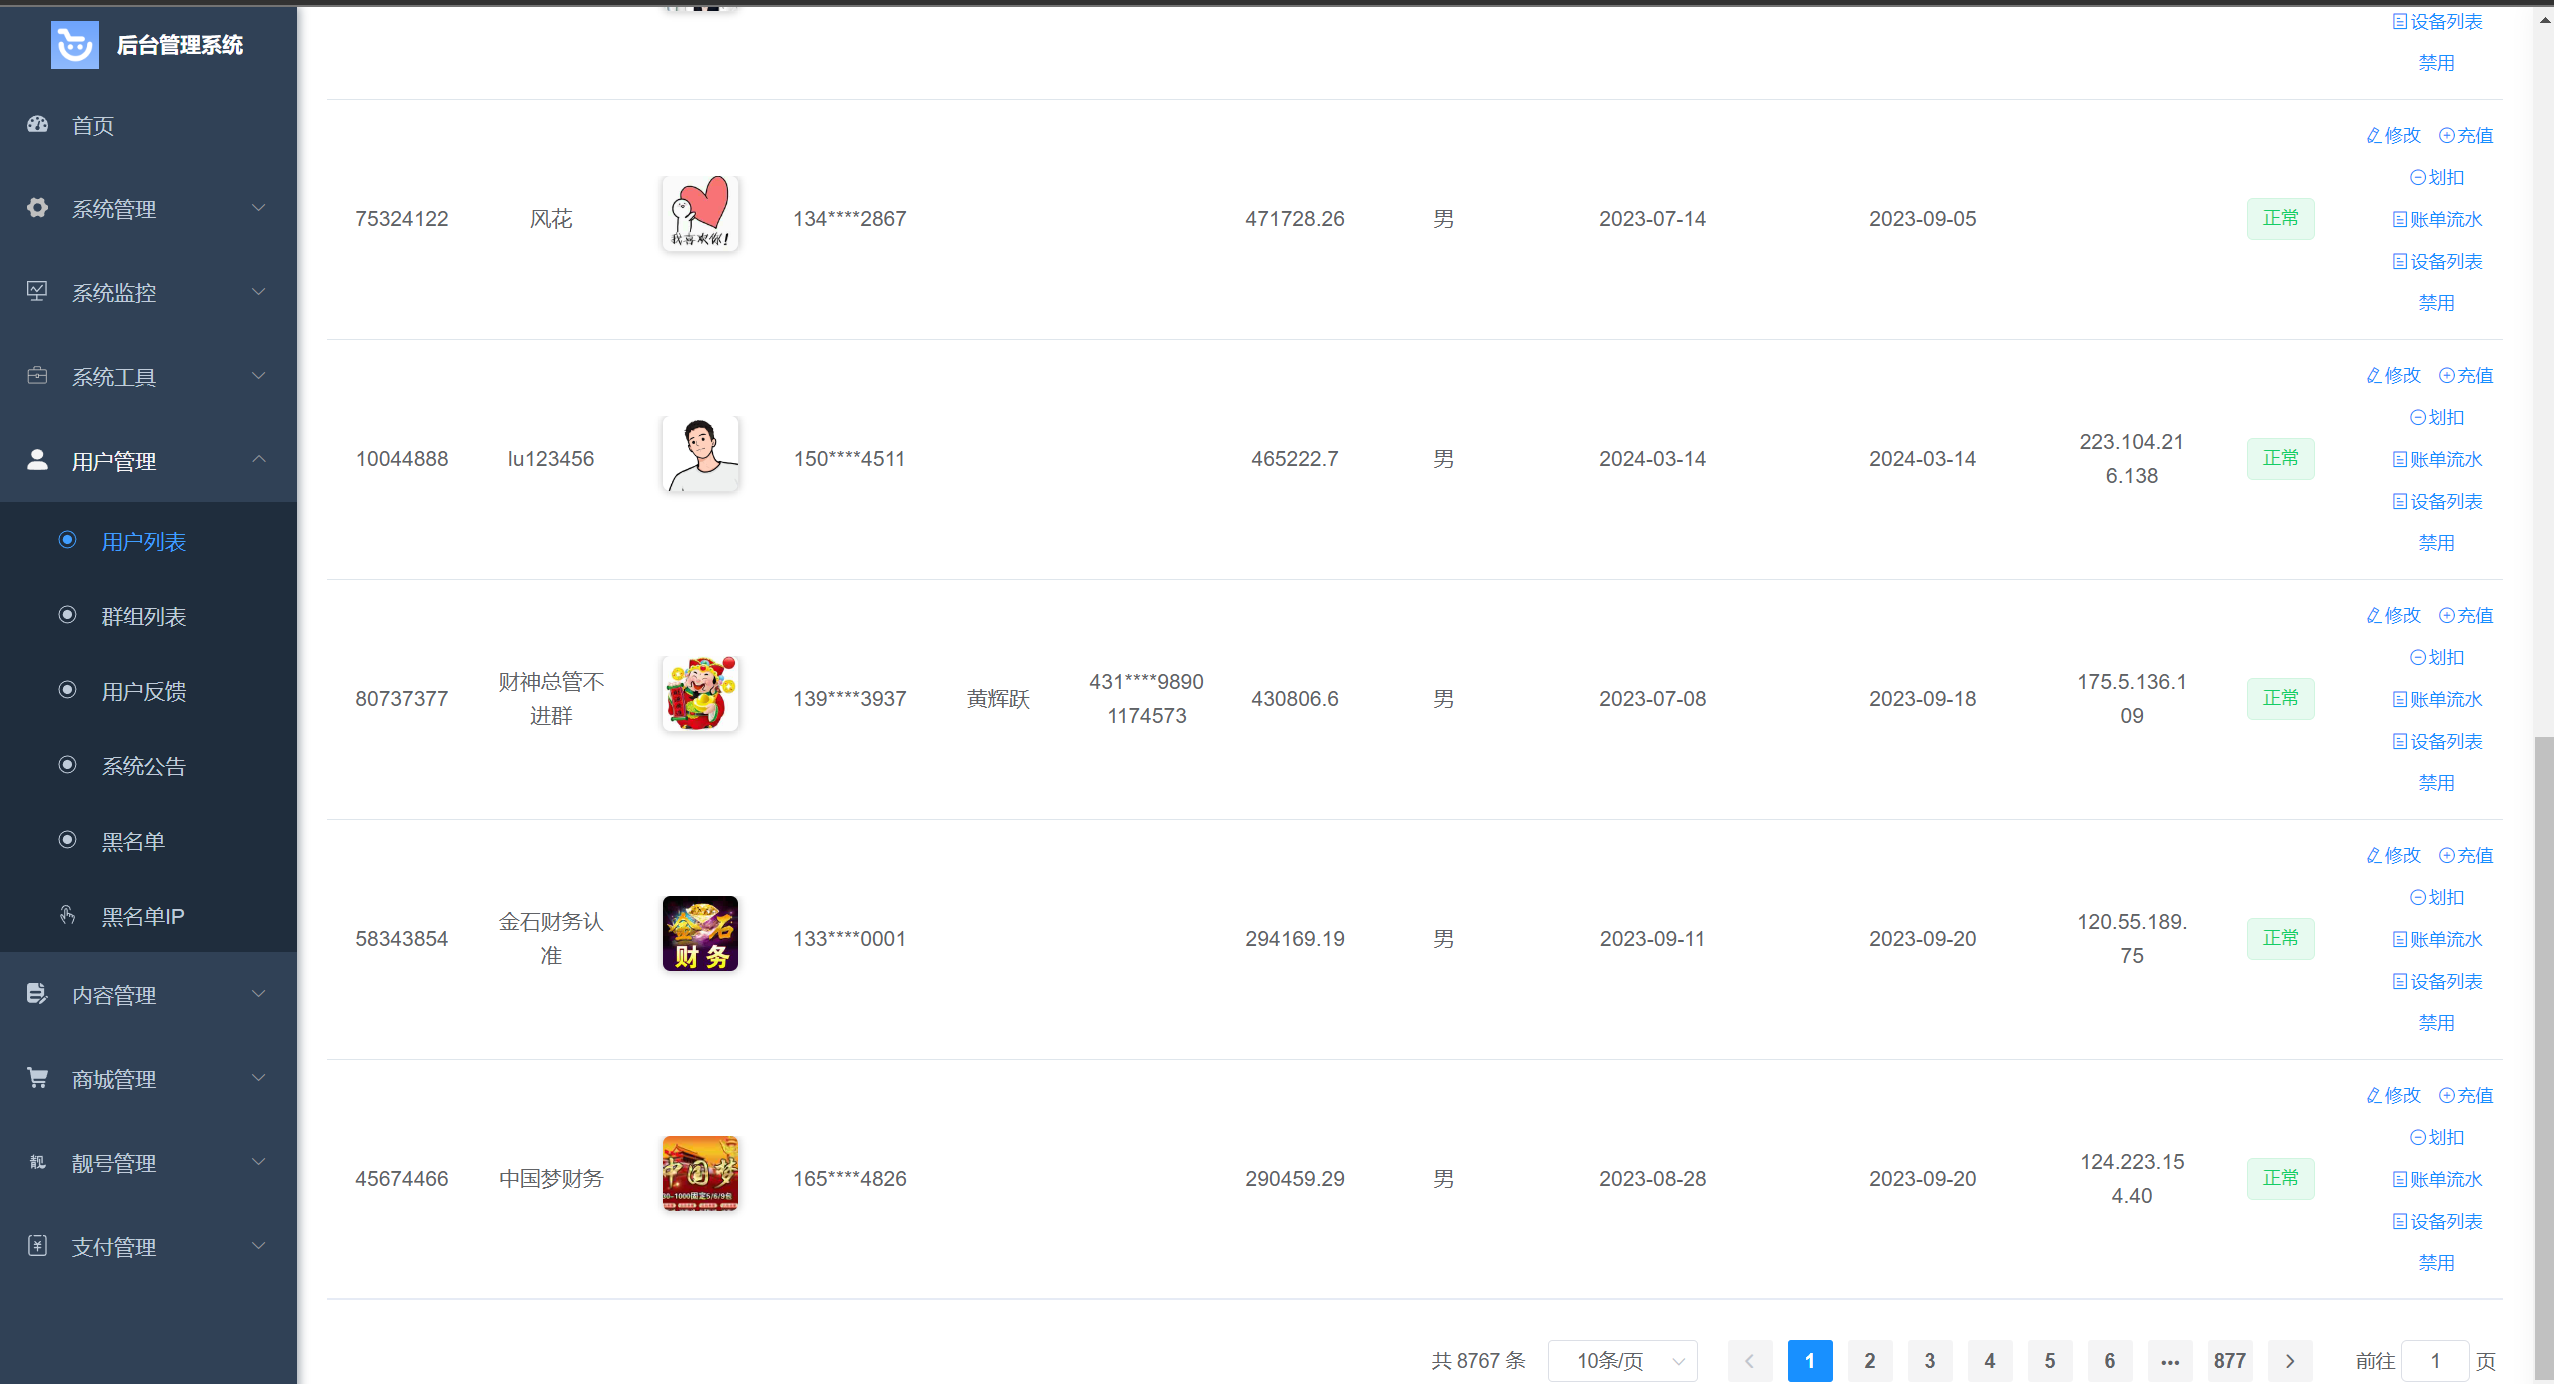 后台管理系统
首页
系统管理
系统监控
系统工具
用户管理
用户列表
群组列表
用户反馈
系统公告
黑名单
黑名单IP
内容管理
商城管理
靓 靓号管理
支付管理
设备列表
禁用
75324122 风花 我喜欢你! 134****2867 471728.26 男 2023-07-14 2023-09-05 正常
修改 充值
划扣
账单流水
设备列表
禁用
10044888 lu123456 150****4511 465222.7 男 2024-03-14 2024-03-14 223.104.21
6.138
正常
修改 充值
划扣
账单流水
设备列表
禁用
80737377 财神总管不
进群
139****3937 黄辉跃 431****9890
1174573
430806.6 男 2023-07-08 2023-09-18 175.5.136.1
09
正常
修改 充值
划扣
账单流水
设备列表
禁用
58343854 金石财务认
准
金石
财务
133****0001 294169.19 男 2023-09-11 2023-09-20 120.55.189.
75
正常
修改 充值
划扣
账单流水
设备列表
禁用
45674466 中国梦财务
中国梦
30-1000固定5/6/9包
165****4826 290459.29 男 2023-08-28 2023-09-20 124.223.15
4.40
正常
修改 充值
划扣
账单流水
设备列表
禁用
共 8767 条 10条/页 1 2 3 4 5 6 ••• 877 前往 1 页